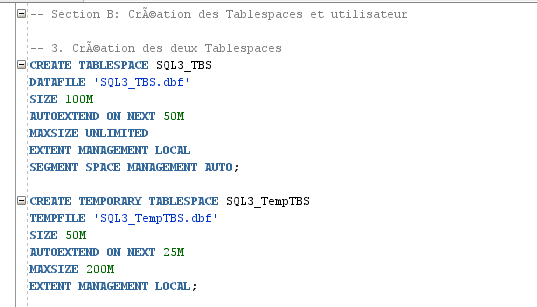 -- Section B: CrÃ©ation des Tablespaces et utilisateur
-- 3. CrÃ©ation des deux Tablespaces
CREATE TABLESPACE SQL3_TBS
DATAFILE 'SQL3_TBS.dbf'
SIZE 100M
AUTOEXTEND ON NEXT 50M
MAXSIZE UNLIMITED
EXTENT MANAGEMENT LOCAL
SEGMENT SPACE MANAGEMENT AUTO;
CREATE TEMPORARY TABLESPACE SQL3_TempTBS
TEMPFILE 'SQL3_TempTBS.dbf'
SIZE 50M
AUTOEXTEND ON NEXT 25M
MAXSIZE 200M
EXTENT MANAGEMENT LOCAL;